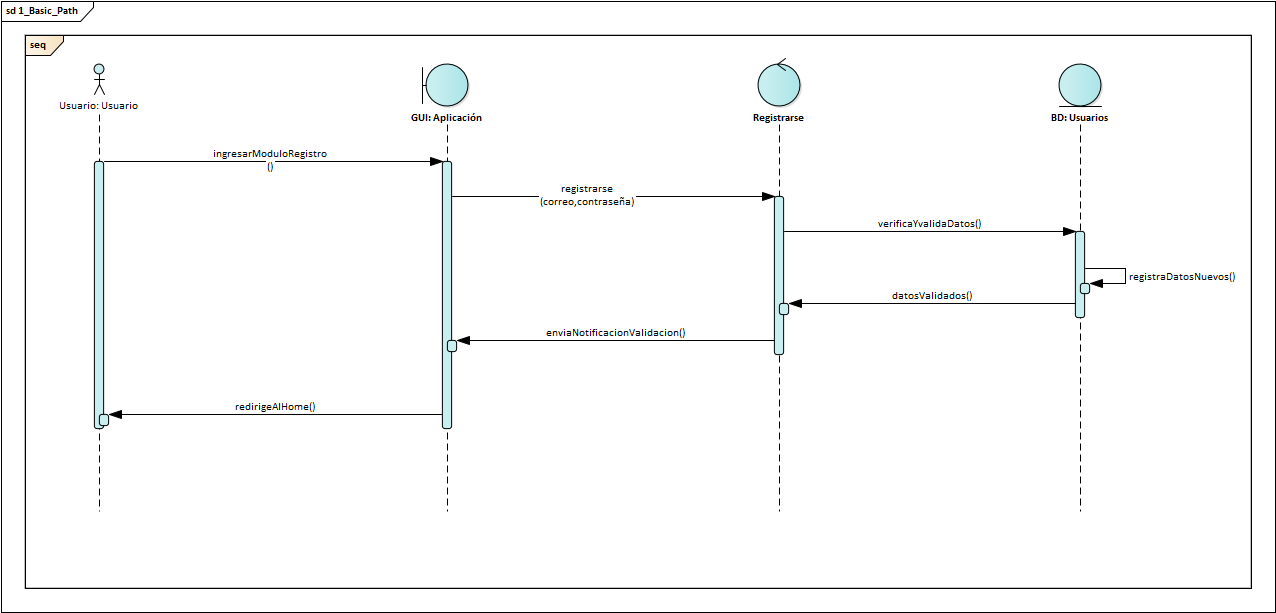 sd 1_Basic_Path
seq
Usuario: Usuario
GUI: Aplicación
Registrarse
BD: Usuarios
ingresarModuloRegistro
()
registrarse
(correo,contraseña)
verificaYvalidaDatos()
registraDatosNuevos()
datosValidados()
enviaNotificacionValidacion()
redirigeAlHome()